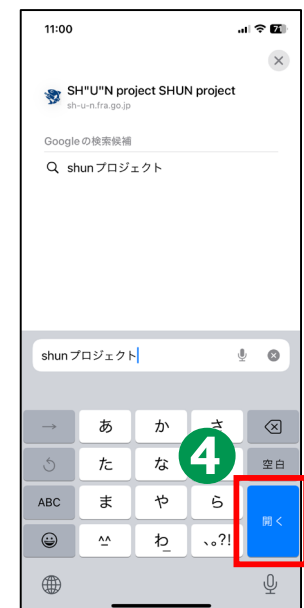 11:00
SH"U"N project SHUN project
sh-u-n.fra.go.jp
Googleの検索候補
shunプロジェクト
shunプロジェクト
→ あ か さ
た な 4 空白
ABC ま や ら 開く
^^ わ 、。?!